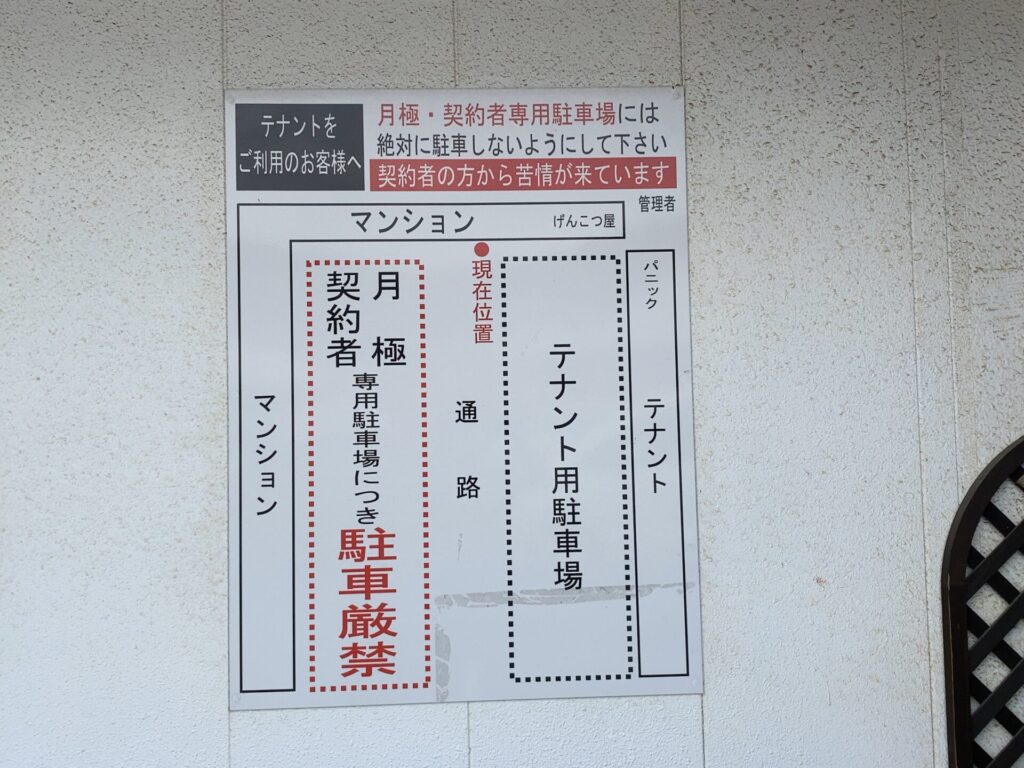 テナントを
ご利用のお客様へ
月極・契約者専用駐車場には
絶対に駐車しないようにして下さい
契約者の方から苦情が来ています
管理者
マンション
げんこつ屋
現在位置
パニック
テナント
テナント用駐車場
通路
月極
契約者
専用駐車場につき
駐車厳禁
マンション